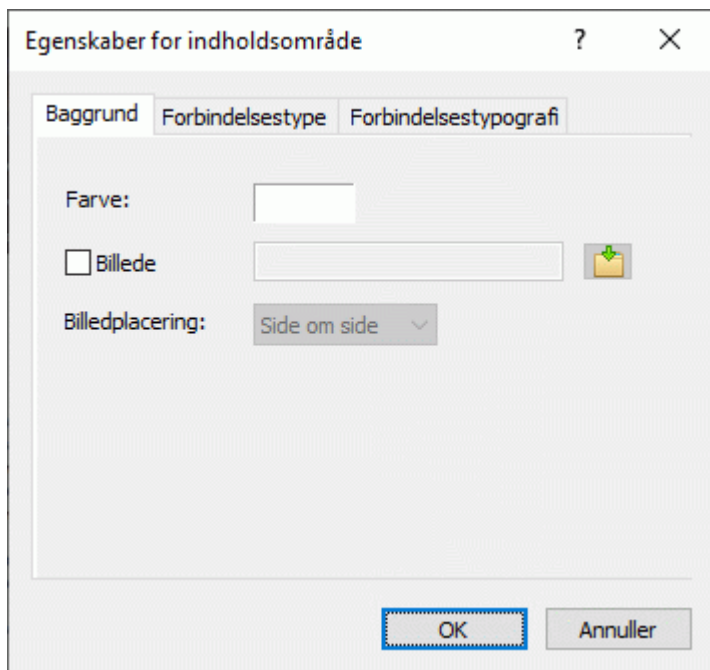 Egenskaber for indholdsområde ?
Baggrund Forbindelsestype Forbindelsestypografi
Farve:
Billede
Billedplacering: Side om side
OK Annuller